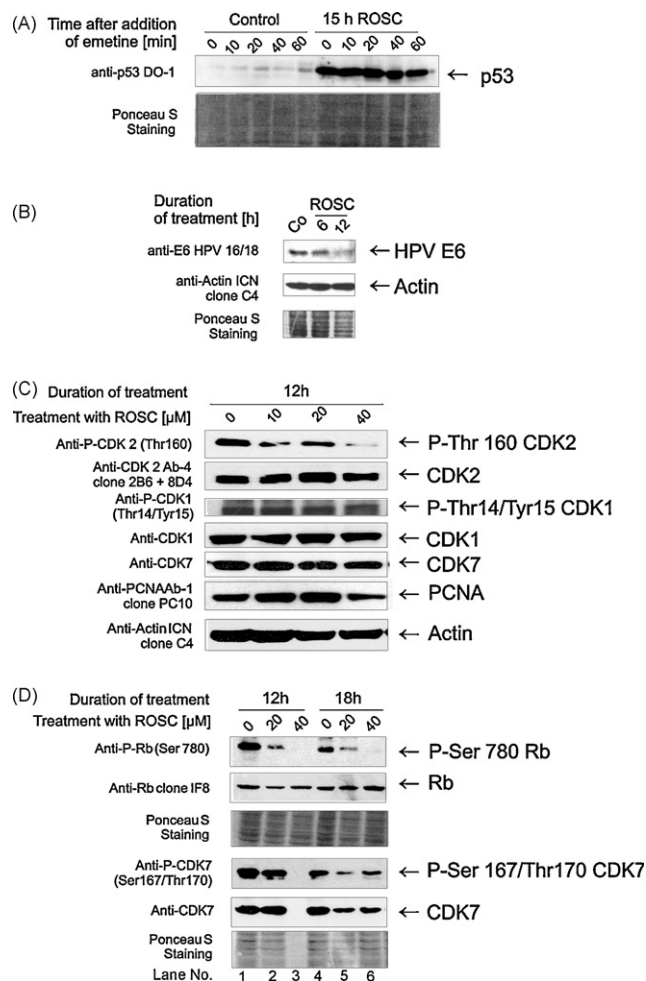 (A)
Time after addition
of emetine [min]
Control
15 h ROSC
0 10 20 40 60 0 10 20 40 60
anti-p53 DO-1
← p53
Ponceau S
Staining
(B)
Duration
of treatment [h]
ROSC
Co 6 12
anti-E6 HPV 16/18
← HPV E6
anti-Actin ICN
clone C4
← Actin
Ponceau S
Staining
(C)
Duration of treatment
12h
Treatment with ROSC [µM]
0 10 20 40
Anti-P-CDK 2 (Thr160)
← P-Thr 160 CDK2
Anti-CDK 2 Ab-4
clone 2B6 + 8D4
← CDK2
Anti-P-CDK1
(Thr14/Tyr15)
← P-Thr14/Tyr15 CDK1
Anti-CDK1
← CDK1
Anti-CDK7
← CDK7
Anti-PCNAAb-1
clone PC10
← PCNA
Anti-Actin ICN
clone C4
← Actin
(D)
Duration of treatment
12h 18h
Treatment with ROSC [µM]
0 20 40 0 20 40
Anti-P-Rb (Ser 780)
← P-Ser 780 Rb
Anti-Rb clone IF8
← Rb
Ponceau S
Staining
Anti-P-CDK7
(Ser167/Thr170)
← P-Ser 167/Thr170 CDK7
Anti-CDK7
← CDK7
Ponceau S
Staining
Lane No. 1 2 3 4 5 6